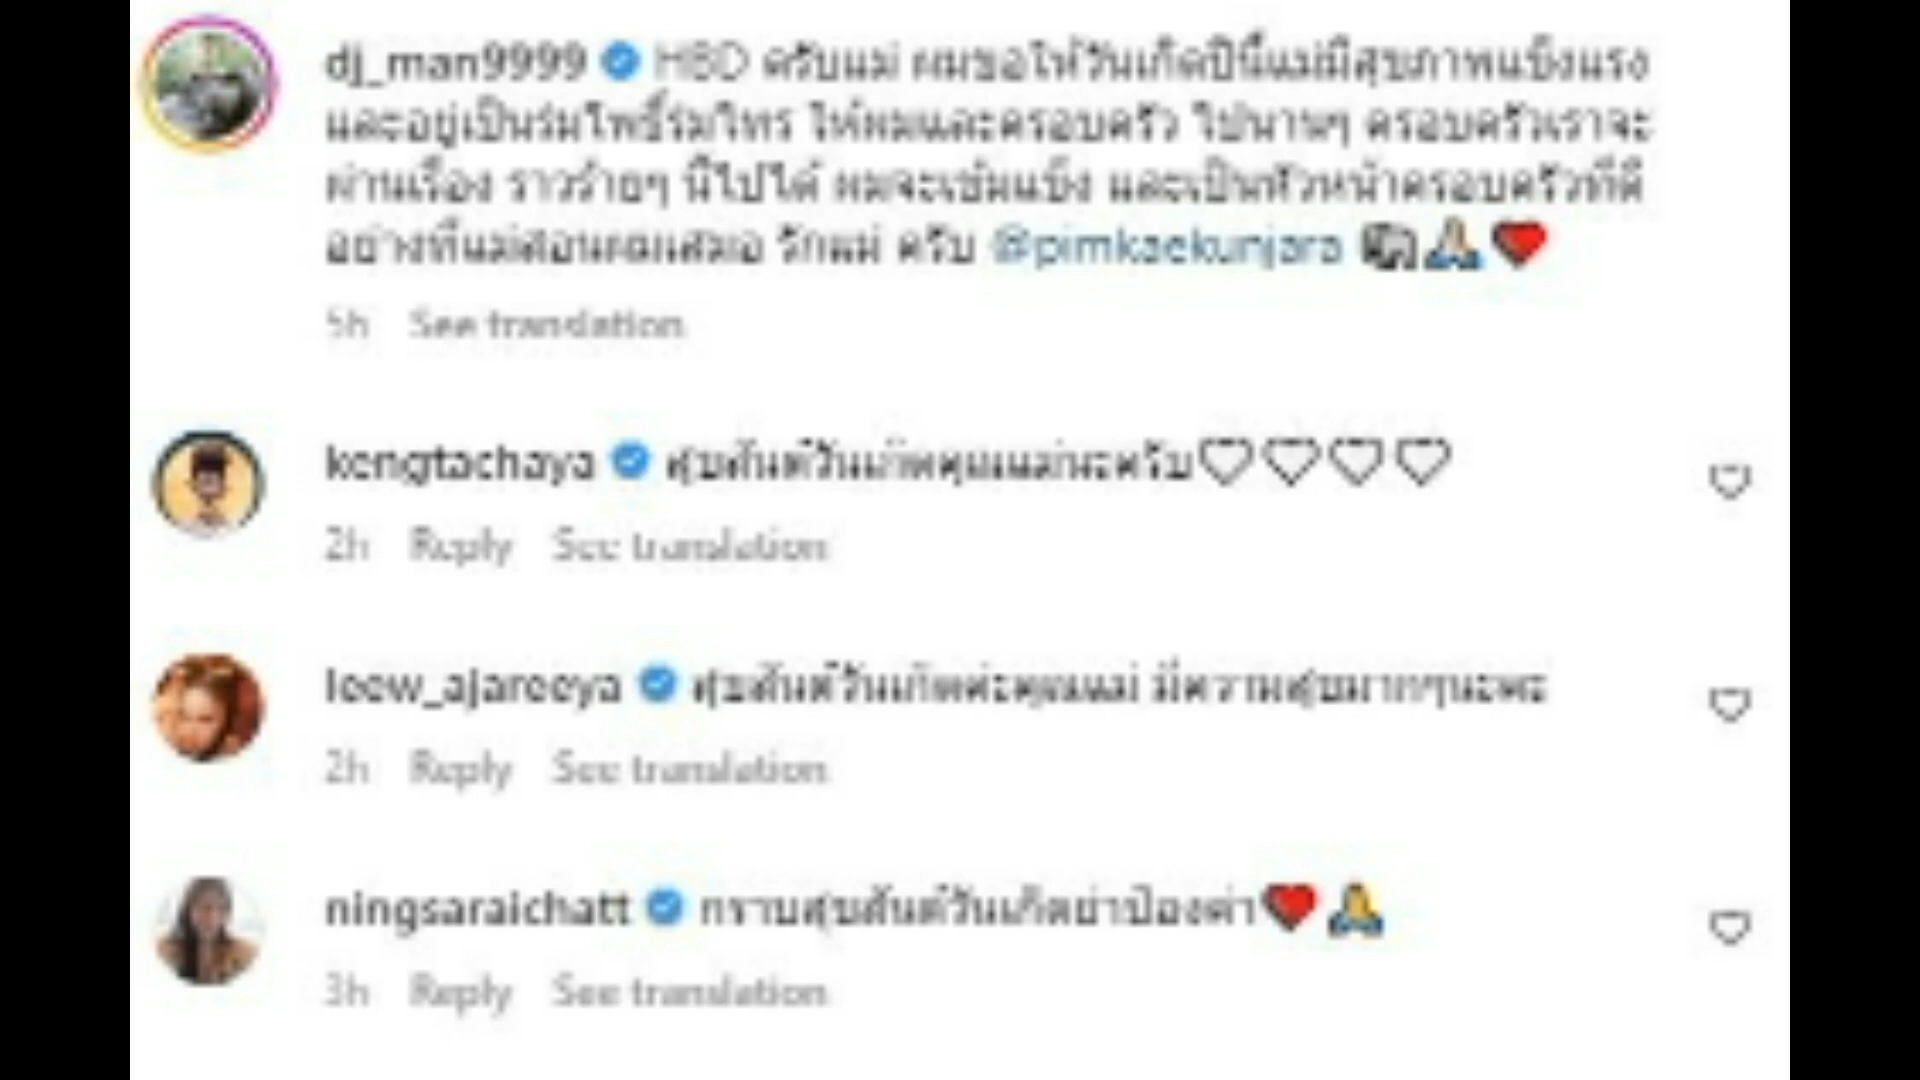 dj_man9999 HBD ครับแม่ ผมขอให้วันเกิดปีนี้แม่มีสุขภาพแข็งแรง
และอยู่เป็นร่มโพธิ์ร่มไทร ให้ผมและครอบครัว ไปนานๆ ครอบครัวเราจะ
ผ่านเรื่อง ราวร้ายๆ นี้ไปได้ ผมจะเข้มแข็ง และเป็นหัวหน้าครอบครัวที่ดี
อย่างที่แม่สอนผมเสมอ รักแม่ ครับ @pimkaekunjara 🐘🙏❤️
5h See translation
kengtachaya สุขสันต์วันเกิดคุณแม่นะครับ♡♡♡♡
2h Reply See translation
leew_ajareeya สุขสันต์วันเกิดค่ะคุณแม่ มีความสุขมากๆนะคะ
2h Reply See translation
ningsaraichatt กราบสุขสันต์วันเกิดย่าป้องค่า❤️🙏
3h Reply See translation